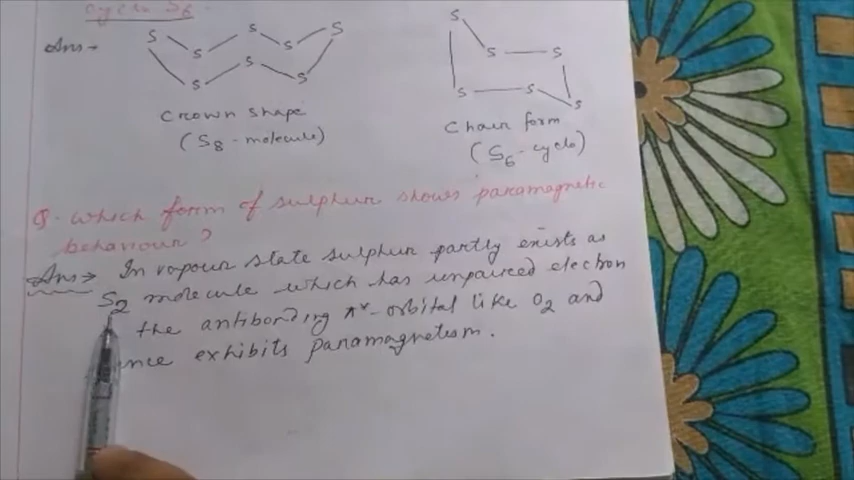 cyclo S6
Ans→
S S S S S S S S
Crown shape
(S8-molecule)
S S S S S S
Chair form
(S6-cyclo)
Q. which form of sulphur shows paramagnetic
behaviour?
Ans→ In vapour state sulphur partly exists as
S2 molecule which has unpaired electron
the antibonding π*-orbital like O2 and
exhibits paramagnetism.